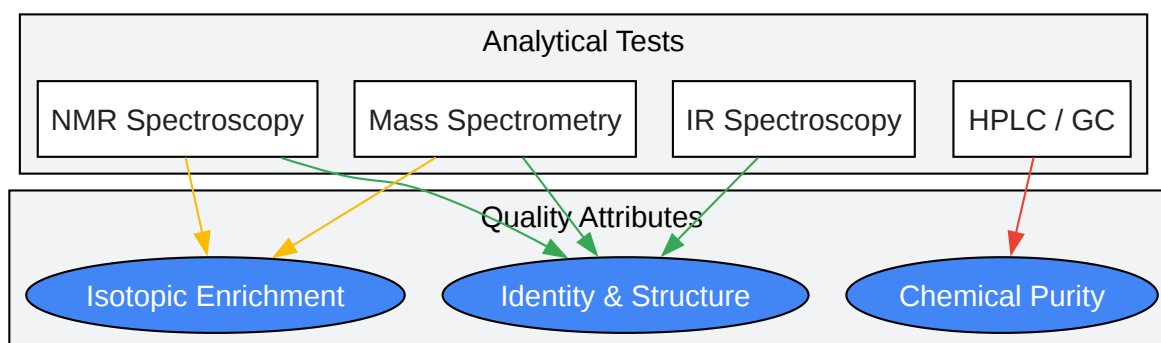 Analytical Tests
NMR Spectroscopy
Mass Spectrometry
IR Spectroscopy
HPLC / GC
Quality Attributes
Isotopic Enrichment
Identity & Structure
Chemical Purity